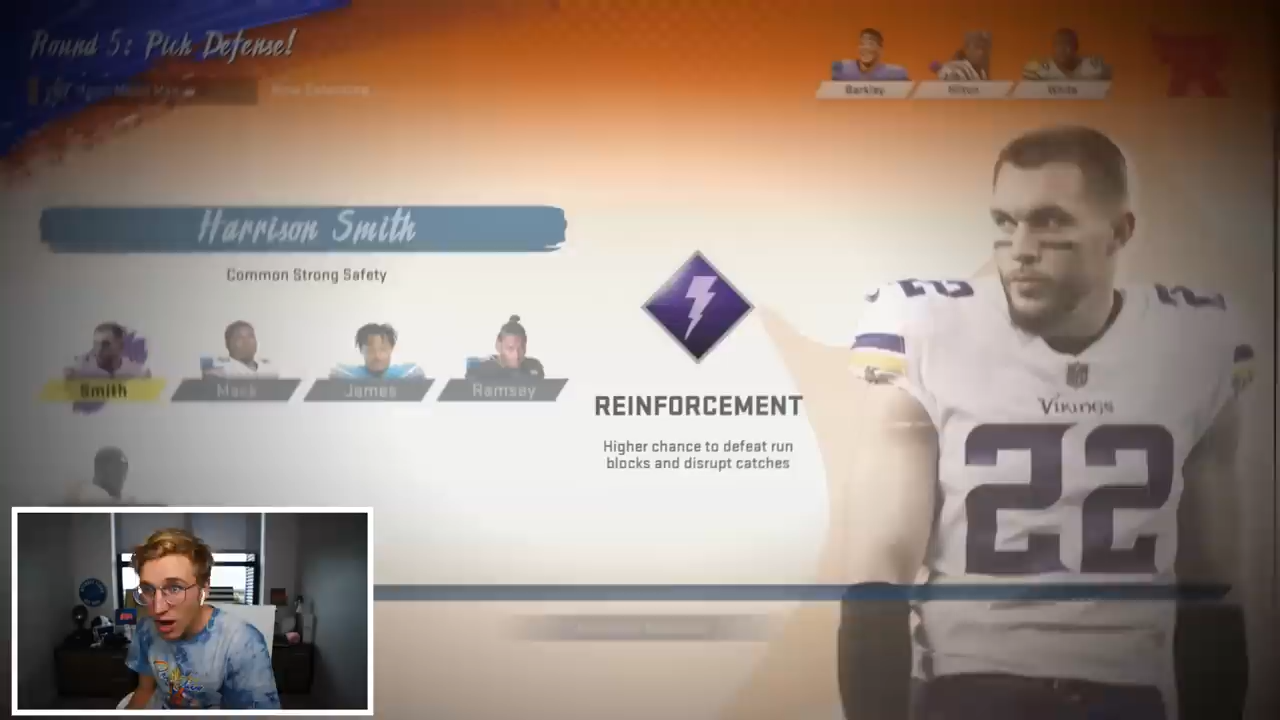 Round 5: Pick Defense!
Barkley
Hilton
White
Harrison Smith
Common Strong Safety
Smith
Mack
James
Ramsey
REINFORCEMENT
Higher chance to defeat run
blocks and disrupt catches
22
Vikings
22